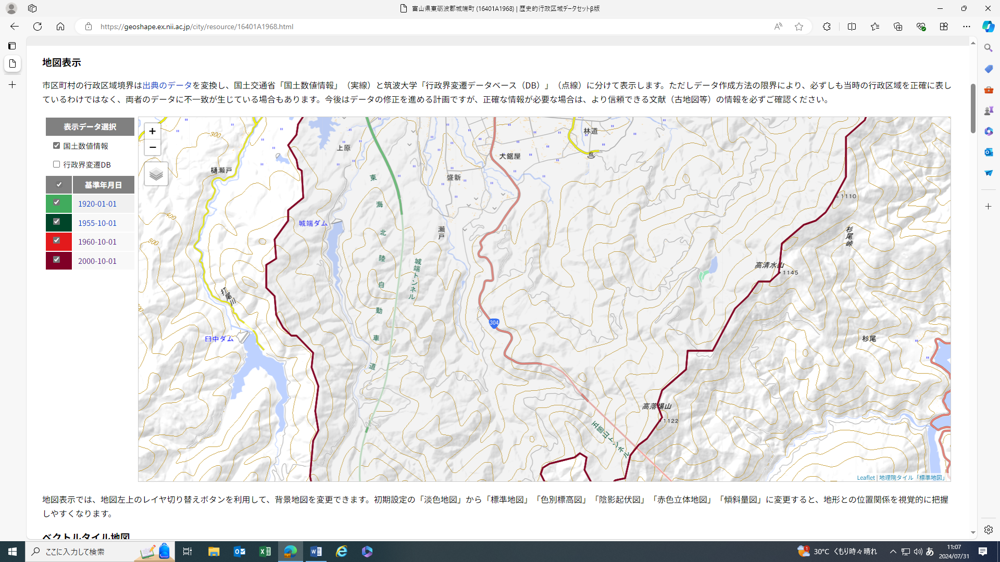 富山県東砺波郡城端町 (16401A1968) | 歴史的行政区域データセットβ版
https://geoshape.ex.nii.ac.jp/city/resource/16401A1968.html
地図表示
市区町村の行政区域境界は出典のデータを変換し、国土交通省「国土数値情報」（実線）と筑波大学「行政界変遷データベース（DB）」（点線）に分けて表示します。ただしデータ作成方法の限界により、必ずしも当時の行政区域を正確に表し
ているわけではなく、両者のデータに不一致が生じている場合もあります。今後はデータの修正を進める計画ですが、正確な情報が必要な場合は、より信頼できる文献（古地図等）の情報を必ずご確認ください。
表示データ選択
国土数値情報
行政界変遷DB
基準年月日
1920-01-01
1955-10-01
1960-10-01
2000-10-01
+
−
300
林道
上原
犬鋸屋
樋瀬戸
盛新
東海北陸自動車道
1110
400
城端ダム
瀬戸
杉尾峠
500
城端トンネル
高清水山
1145
打尾川
304
臼中ダム
杉尾
高落場山
1122
五箇山トンネル
Leaflet | 地理院タイル「標準地図」
地図表示では、地図左上のレイヤ切り替えボタンを利用して、背景地図を変更できます。初期設定の「淡色地図」から「標準地図」「色別標高図」「陰影起伏図」「赤色立体地図」「傾斜量図」に変更すると、地形との位置関係を視覚的に把握
しやすくなります。
ベクトルタイル地図
ここに入力して検索
1
30°C くもり時々晴れ
あ
11:07
2024/07/31